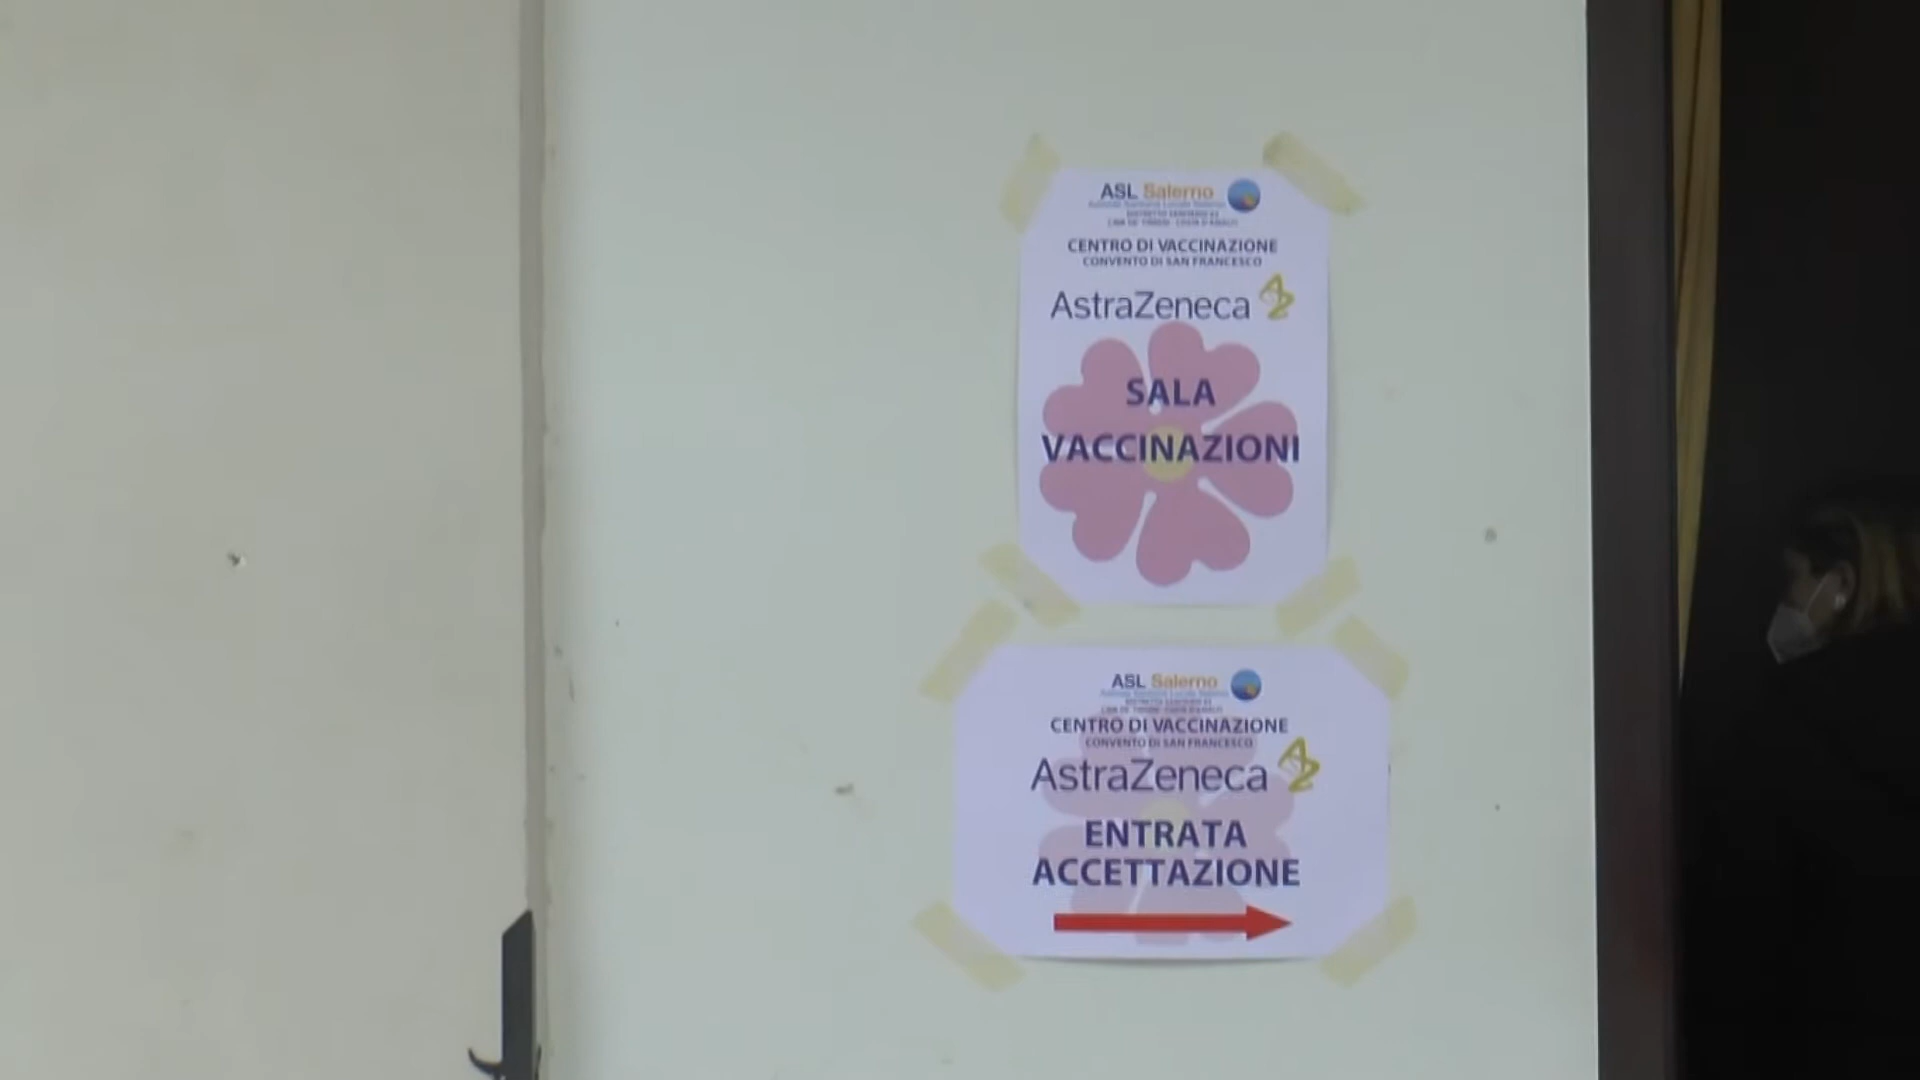 ASL Salerno
CENTRO DI VACCINAZIONE
CONVENTO DI SAN FRANCESCO
AstraZeneca
SALA
VACCINAZIONI
ASL Salerno
CENTRO DI VACCINAZIONE
CONVENTO DI SAN FRANCESCO
AstraZeneca
ENTRATA
ACCETTAZIONE